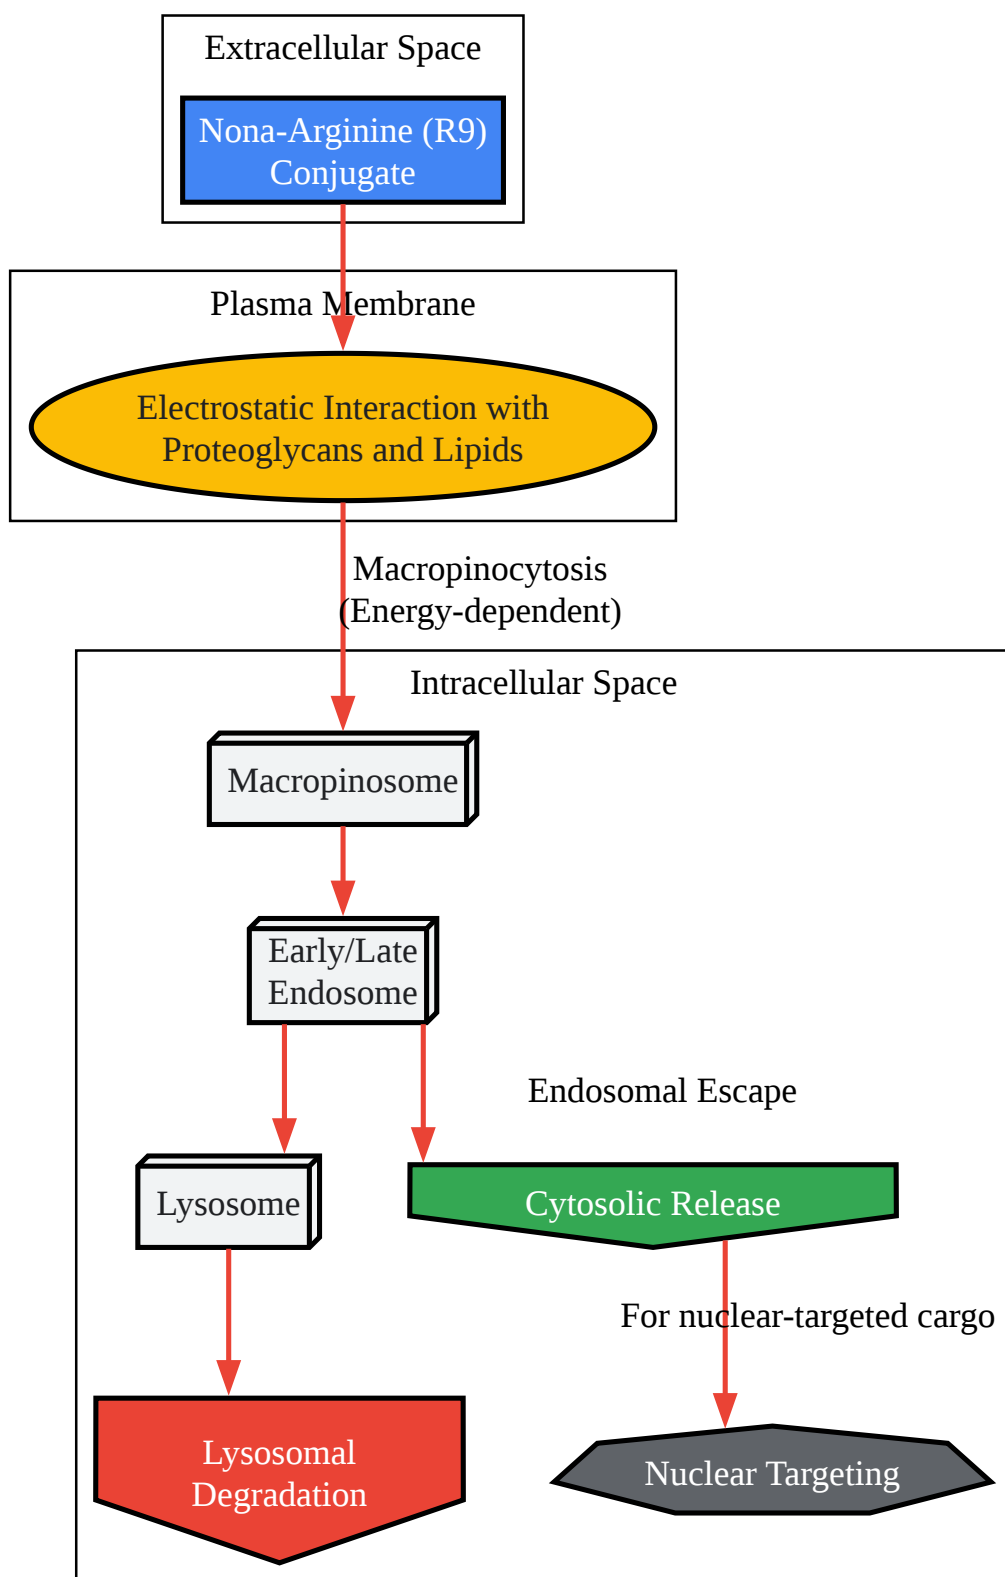 Extracellular Space
Nona-Arginine (R9)
Conjugate
Plasma Membrane
Electrostatic Interaction with
Proteoglycans and Lipids
Macropinocytosis
(Energy-dependent)
Intracellular Space
Macropinosome
Early/Late
Endosome
Endosomal Escape
Lysosome
Cytosolic Release
For nuclear-targeted cargo
Lysosomal
Degradation
Nuclear Targeting